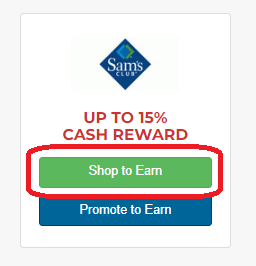 Sam's
CLUB
UP TO 15%
CASH REWARD
Shop to Earn
Promote to Earn